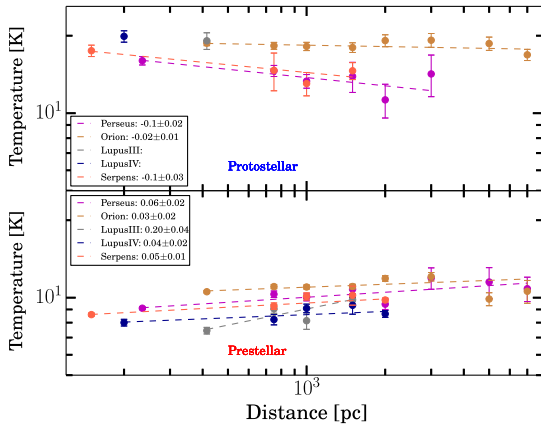 Temperature [K]
10¹
Perseus: -0.1±0.02
Orion: -0.02±0.01
LupusIII:
LupusIV:
Serpens: -0.1±0.03
Protostellar
Temperature [K]
10¹
Perseus: 0.06±0.02
Orion: 0.03±0.02
LupusIII: 0.20±0.04
LupusIV: 0.04±0.02
Serpens: 0.05±0.01
Prestellar
10³
Distance [pc]